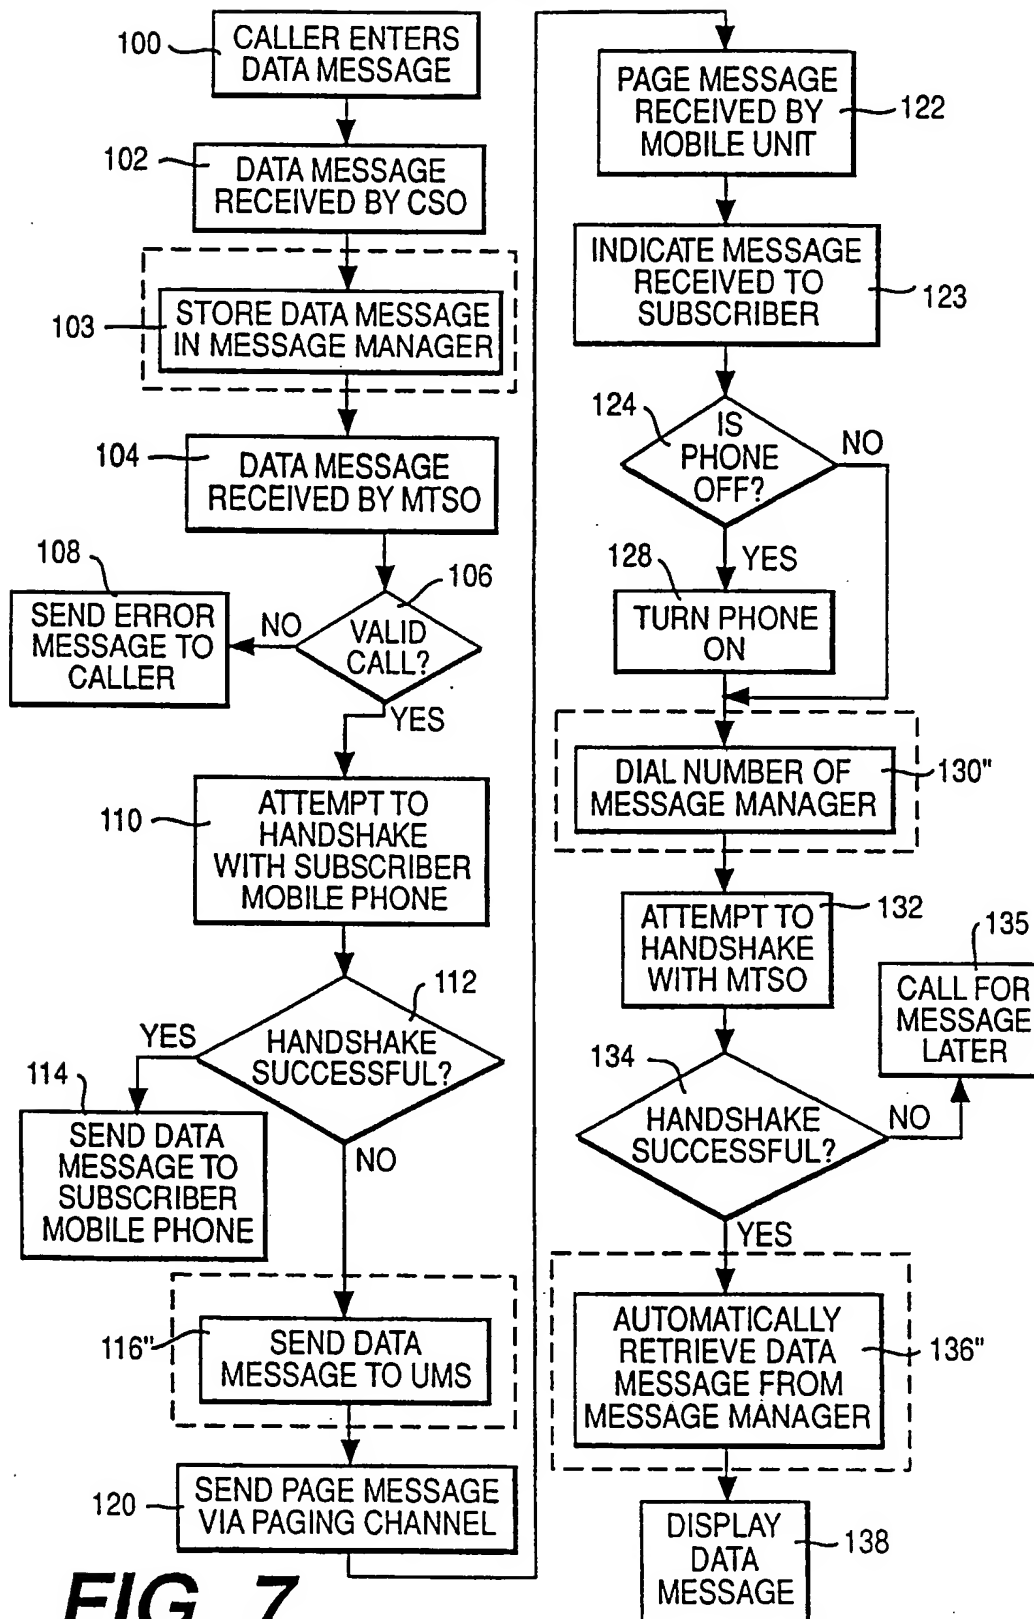 100
CALLER ENTERS
DATA MESSAGE
102
DATA MESSAGE
RECEIVED BY CSO
103
STORE DATA MESSAGE
IN MESSAGE MANAGER
104
DATA MESSAGE
RECEIVED BY MTSO
106
VALID
CALL?
NO
108
SEND ERROR
MESSAGE TO
CALLER
YES
110
ATTEMPT TO
HANDSHAKE
WITH SUBSCRIBER
MOBILE PHONE
112
HANDSHAKE
SUCCESSFUL?
YES
114
SEND DATA
MESSAGE TO
SUBSCRIBER
MOBILE PHONE
NO
116"
SEND DATA
MESSAGE TO UMS
120
SEND PAGE MESSAGE
VIA PAGING CHANNEL
PAGE MESSAGE
RECEIVED BY
MOBILE UNIT
122
INDICATE MESSAGE
RECEIVED TO
SUBSCRIBER
123
124
IS
PHONE
OFF?
NO
YES
128
TURN PHONE
ON
DIAL NUMBER OF
MESSAGE MANAGER
130"
ATTEMPT TO
HANDSHAKE
WITH MTSO
132
134
HANDSHAKE
SUCCESSFUL?
NO
135
CALL FOR
MESSAGE
LATER
YES
AUTOMATICALLY
RETRIEVE DATA
MESSAGE FROM
MESSAGE MANAGER
136"
DISPLAY
DATA
MESSAGE
138
FIG. 7